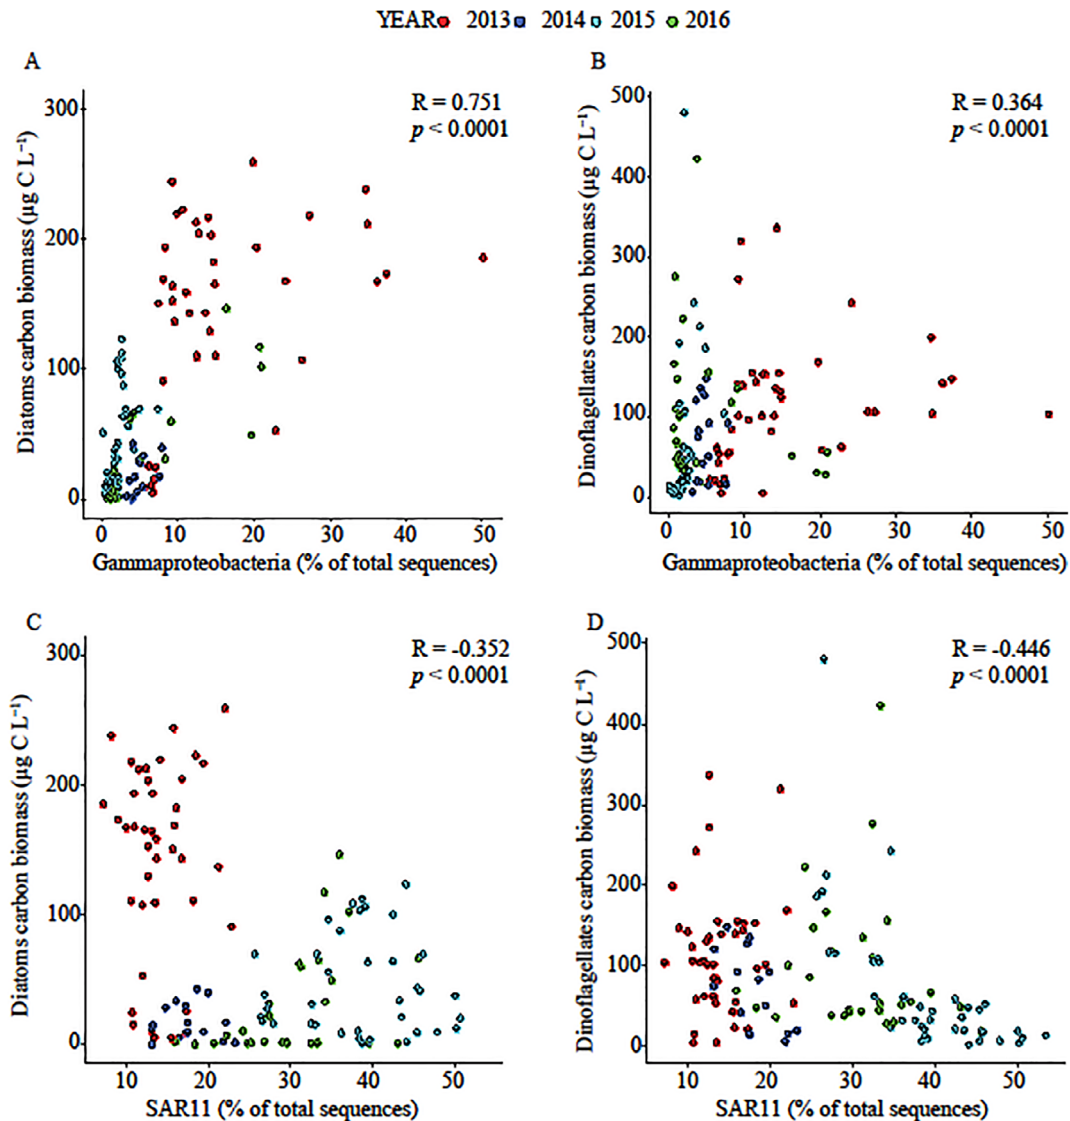 YEAR 2013 2014 2015 2016
A
R = 0.751
p < 0.0001
300
200
100
0
Diatoms carbon biomass (µg C L⁻¹)
0 10 20 30 40 50
Gammaproteobacteria (% of total sequences)
B
R = 0.364
p < 0.0001
500
400
300
200
100
0
Dinoflagellates carbon biomass (µg C L⁻¹)
0 10 20 30 40 50
Gammaproteobacteria (% of total sequences)
C
R = -0.352
p < 0.0001
300
200
100
0
Diatoms carbon biomass (µg C L⁻¹)
10 20 30 40 50
SAR11 (% of total sequences)
D
R = -0.446
p < 0.0001
500
400
300
200
100
0
Dinoflagellates carbon biomass (µg C L⁻¹)
10 20 30 40 50
SAR11 (% of total sequences)